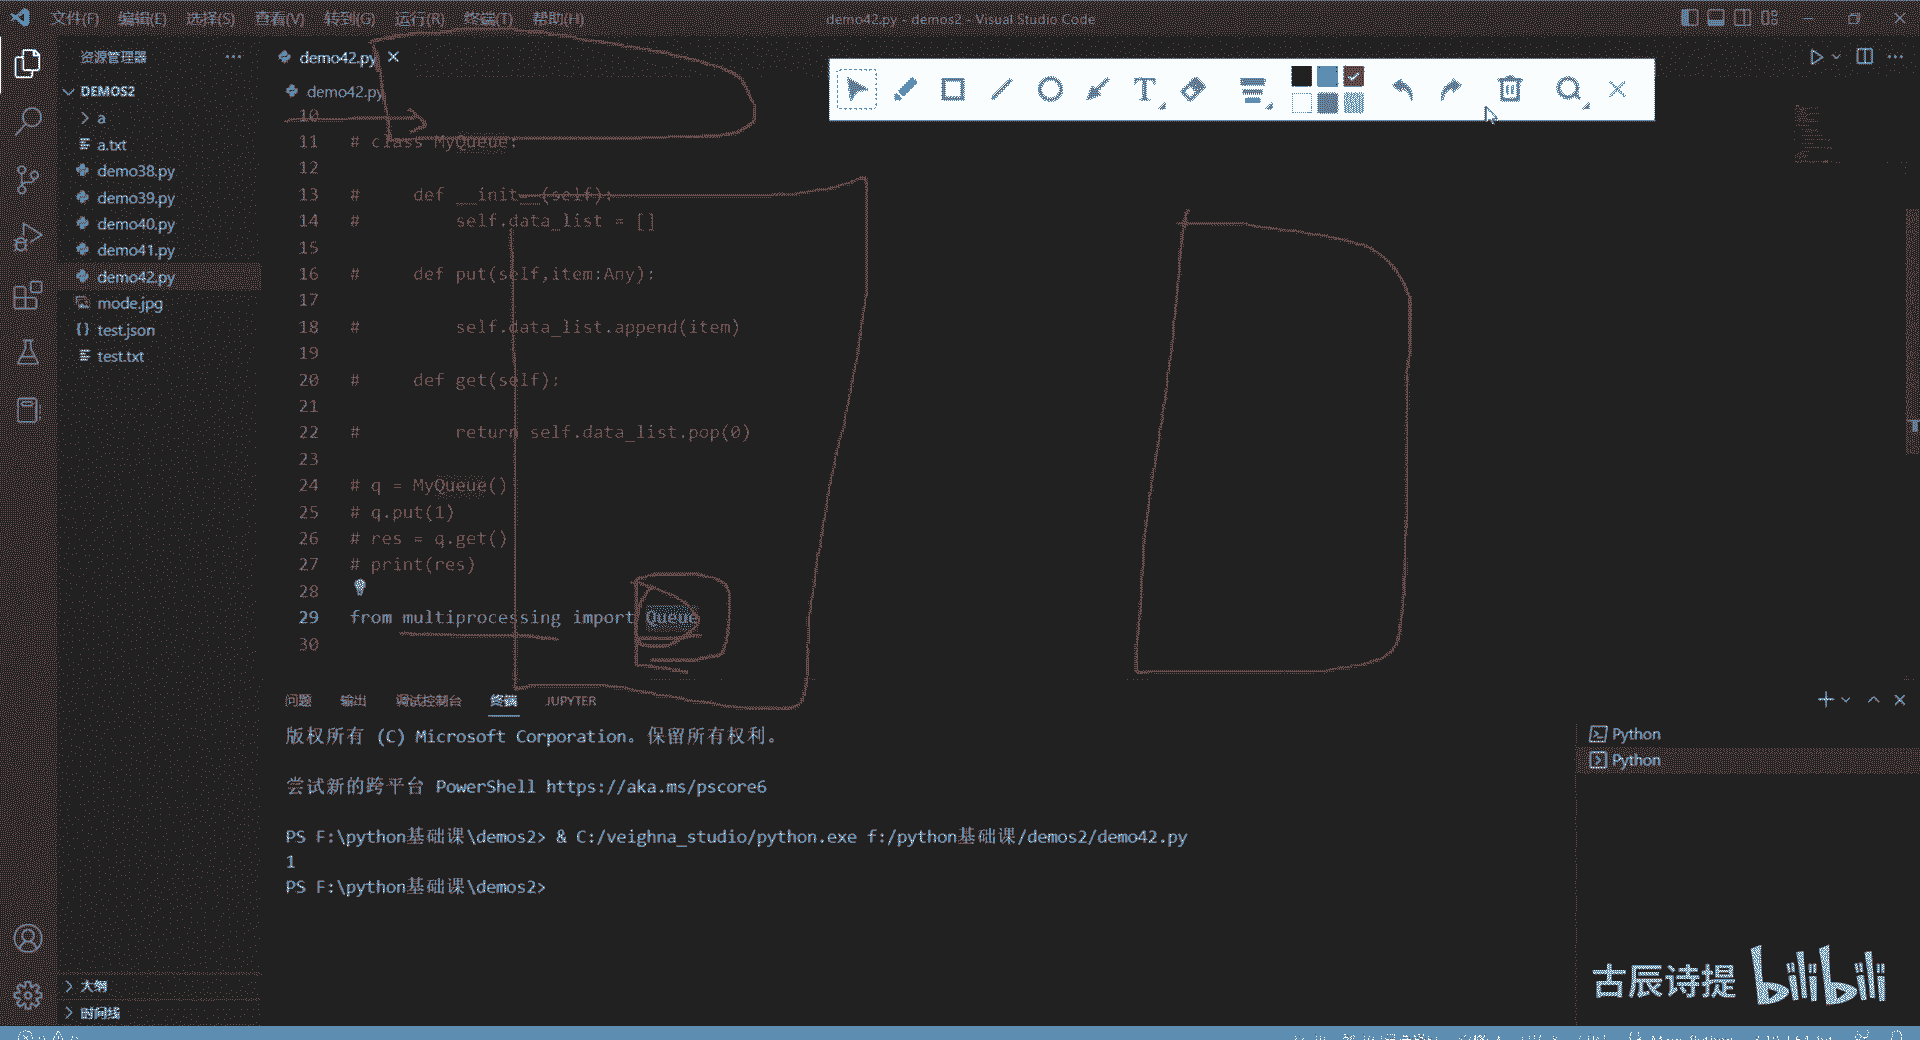 文件(F) 编辑(E) 选择(S) 查看(V) 转到(G) 运行(R) 终端(T) 帮助(H) demo42.py - demos2 - Visual Studio Code
资源管理器 ··· demo42.py
DEMOS2 demo42.py
a
a.txt
demo38.py
demo39.py
demo40.py
demo41.py
demo42.py
mode.jpg
{} test.json
test.txt
大纲
时间线
10
11 # class MyQueue:
12
13 # def __init__(self):
14 # self.data_list = []
15
16 # def put(self,item:Any):
17
18 # self.data_list.append(item)
19
20 # def get(self):
21
22 # return self.data_list.pop(0)
23
24 # q = MyQueue()
25 # q.put(1)
26 # res = q.get()
27 # print(res)
28
29 from multiprocessing import Queue
30
问题 输出 调试控制台 终端 JUPYTER
版权所有 (C) Microsoft Corporation。保留所有权利。
尝试新的跨平台 PowerShell https://aka.ms/pscore6
PS F:\python基础课\demos2> & C:/veighna_studio/python.exe f:/python基础课/demos2/demo42.py
1
PS F:\python基础课\demos2>
Python
Python
古辰诗提 bilibili